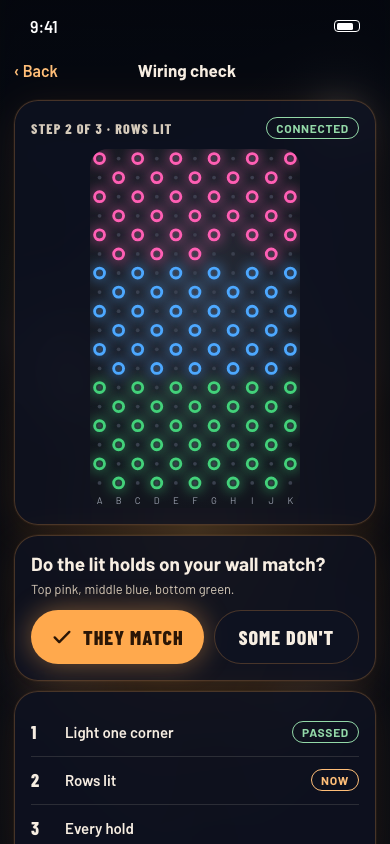 9:41
‹ Back
Wiring check
STEP 2 OF 3 · ROWS LIT
CONNECTED
A B C D E F G H I J K
Do the lit holds on your wall match?
Top pink, middle blue, bottom green.
THEY MATCH
SOME DON'T
1 Light one corner PASSED
2 Rows lit NOW
3 Every hold